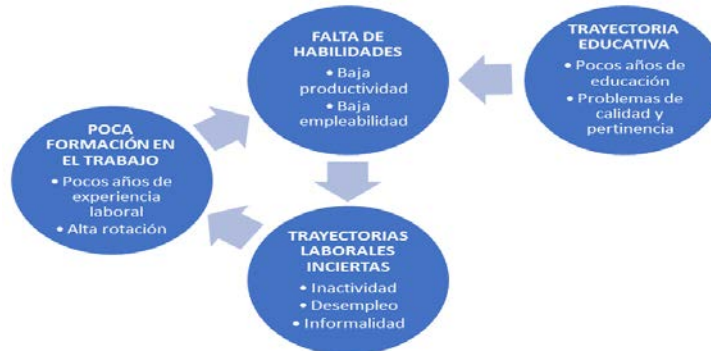 FALTA DE
HABILIDADES
• Baja
productividad
• Baja
empleabilidad
TRAYECTORIA
EDUCATIVA
• Pocos años de
educación
• Problemas de
calidad y
pertinencia
POCA
FORMACIÓN EN
EL TRABAJO
• Pocos años de
experiencia
laboral
• Alta rotación
TRAYECTORIAS
LABORALES
INCIERTAS
• Inactividad
• Desempleo
• Informalidad